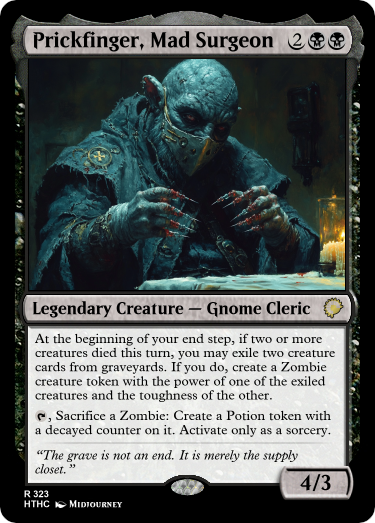 Prickfinger, Mad Surgeon 2
Legendary Creature — Gnome Cleric
At the beginning of your end step, if two or more
creatures died this turn, you may exile two creature
cards from graveyards. If you do, create a Zombie
creature token with the power of one of the exiled
creatures and the toughness of the other.
, Sacrifice a Zombie: Create a Potion token with
a decayed counter on it. Activate only as a sorcery.
“The grave is not an end. It is merely the supply
closet.”
4/3
R 323
HTHC Midjourney